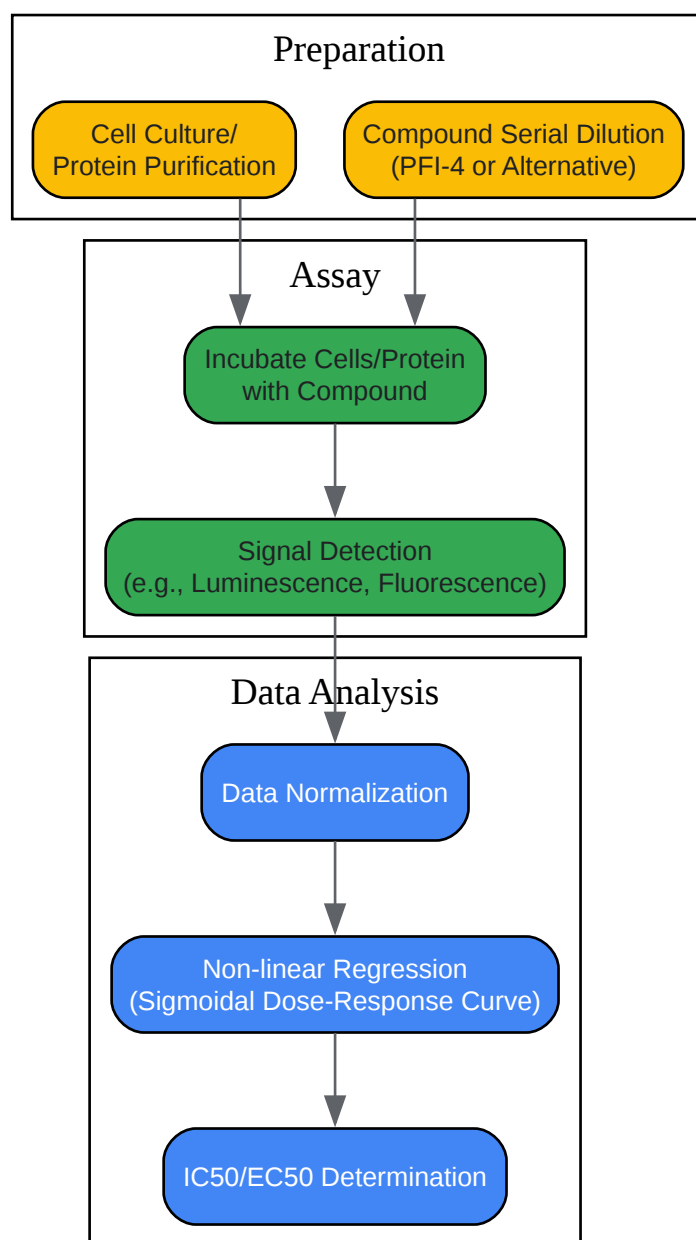 Preparation
Cell Culture/
Protein Purification
Compound Serial Dilution
(PFI-4 or Alternative)
Assay
Incubate Cells/Protein
with Compound
Signal Detection
(e.g., Luminescence, Fluorescence)
Data Analysis
Data Normalization
Non-linear Regression
(Sigmoidal Dose-Response Curve)
IC50/EC50 Determination